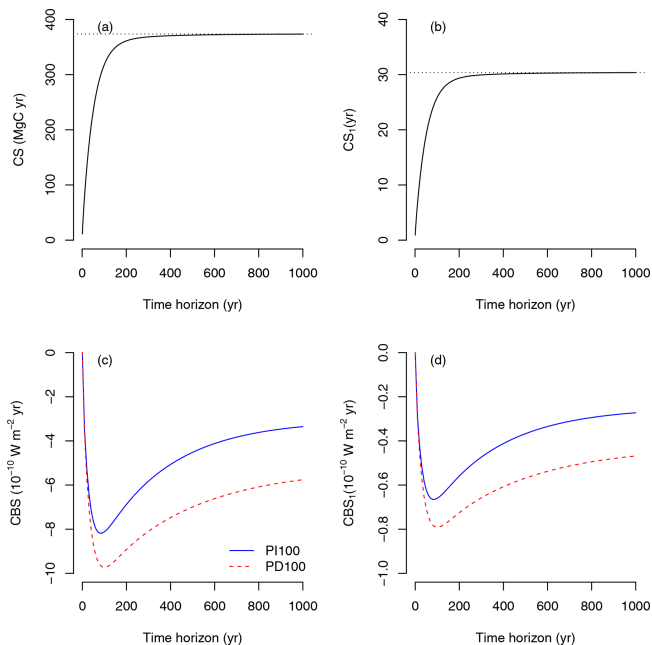 (a)
CS (MgC yr)
400
300
200
100
0
0 200 400 600 800 1000
Time horizon (yr)
(b)
CS₁(yr)
40
30
20
10
0
0 200 400 600 800 1000
Time horizon (yr)
(c)
CBS (10⁻¹⁰ W m⁻² yr)
0
−2
−4
−6
−8
−10
PI100
PD100
0 200 400 600 800 1000
Time horizon (yr)
(d)
CBS₁(10⁻¹⁰ W m⁻² yr)
0.0
−0.2
−0.4
−0.6
−0.8
−1.0
0 200 400 600 800 1000
Time horizon (yr)